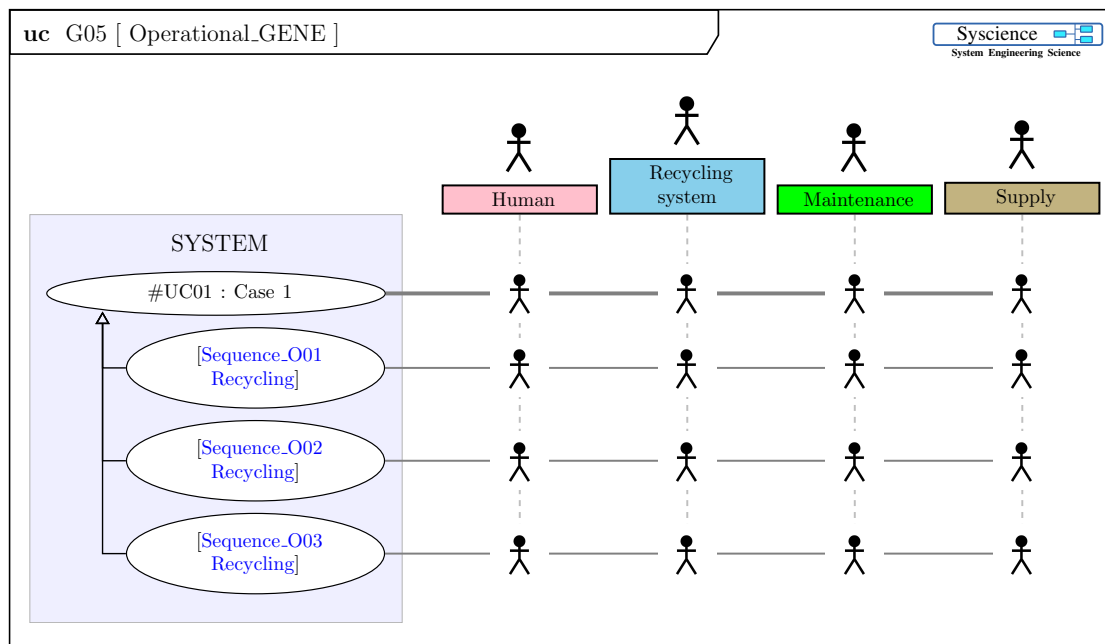 uc G05 [ Operational_GENE ]
Syscience
System Engineering Science
Human
Recycling
system
Maintenance
Supply
SYSTEM
#UC01 : Case 1
[Sequence_O01
Recycling]
[Sequence_O02
Recycling]
[Sequence_O03
Recycling]